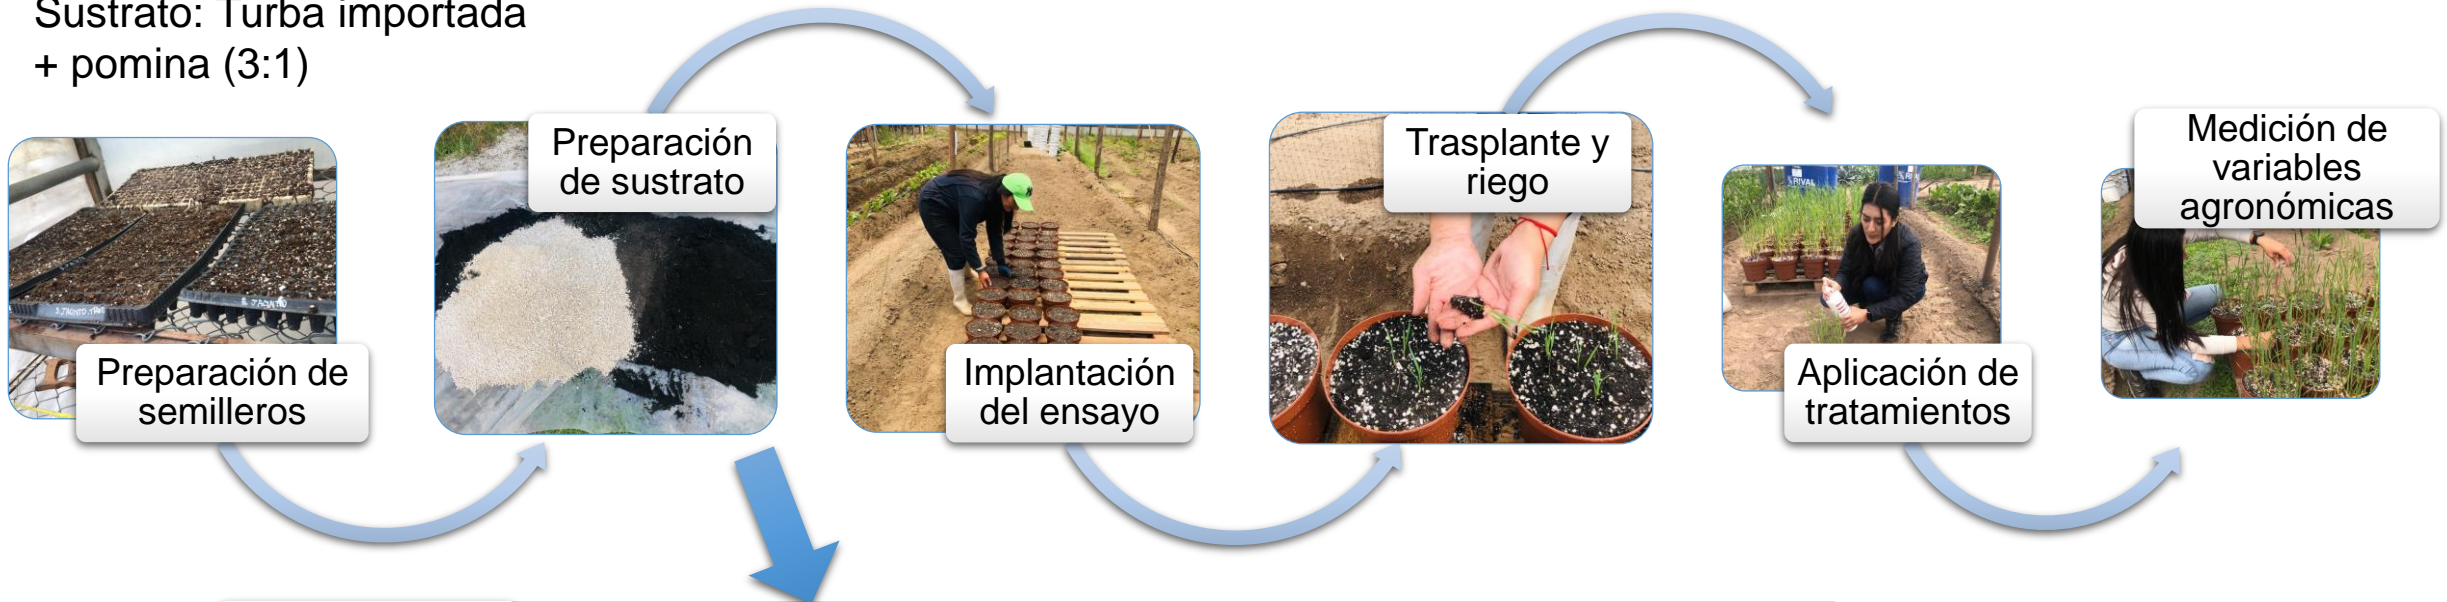 Sustrato: Turba importada
+ pomina (3:1)
Preparación de
semilleros
Preparación
de sustrato
Implantación
del ensayo
Trasplante y
riego
Aplicación de
tratamientos
Medición de
variables
agronómicas
RIVAL